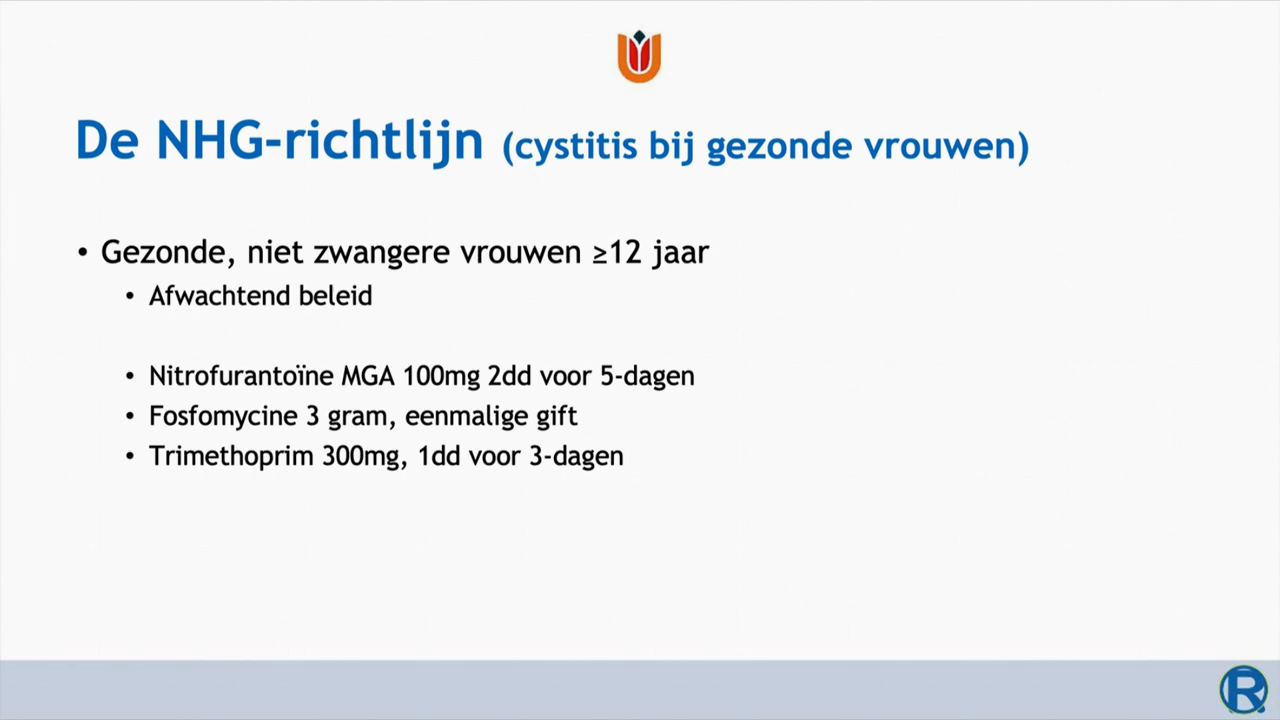 De NHG-richtlijn (cystitis bij gezonde vrouwen)
• Gezonde, niet zwangere vrouwen ≥12 jaar
• Afwachtend beleid
• Nitrofurantoïne MGA 100mg 2dd voor 5-dagen
• Fosfomycine 3 gram, eenmalige gift
• Trimethoprim 300mg, 1dd voor 3-dagen
R